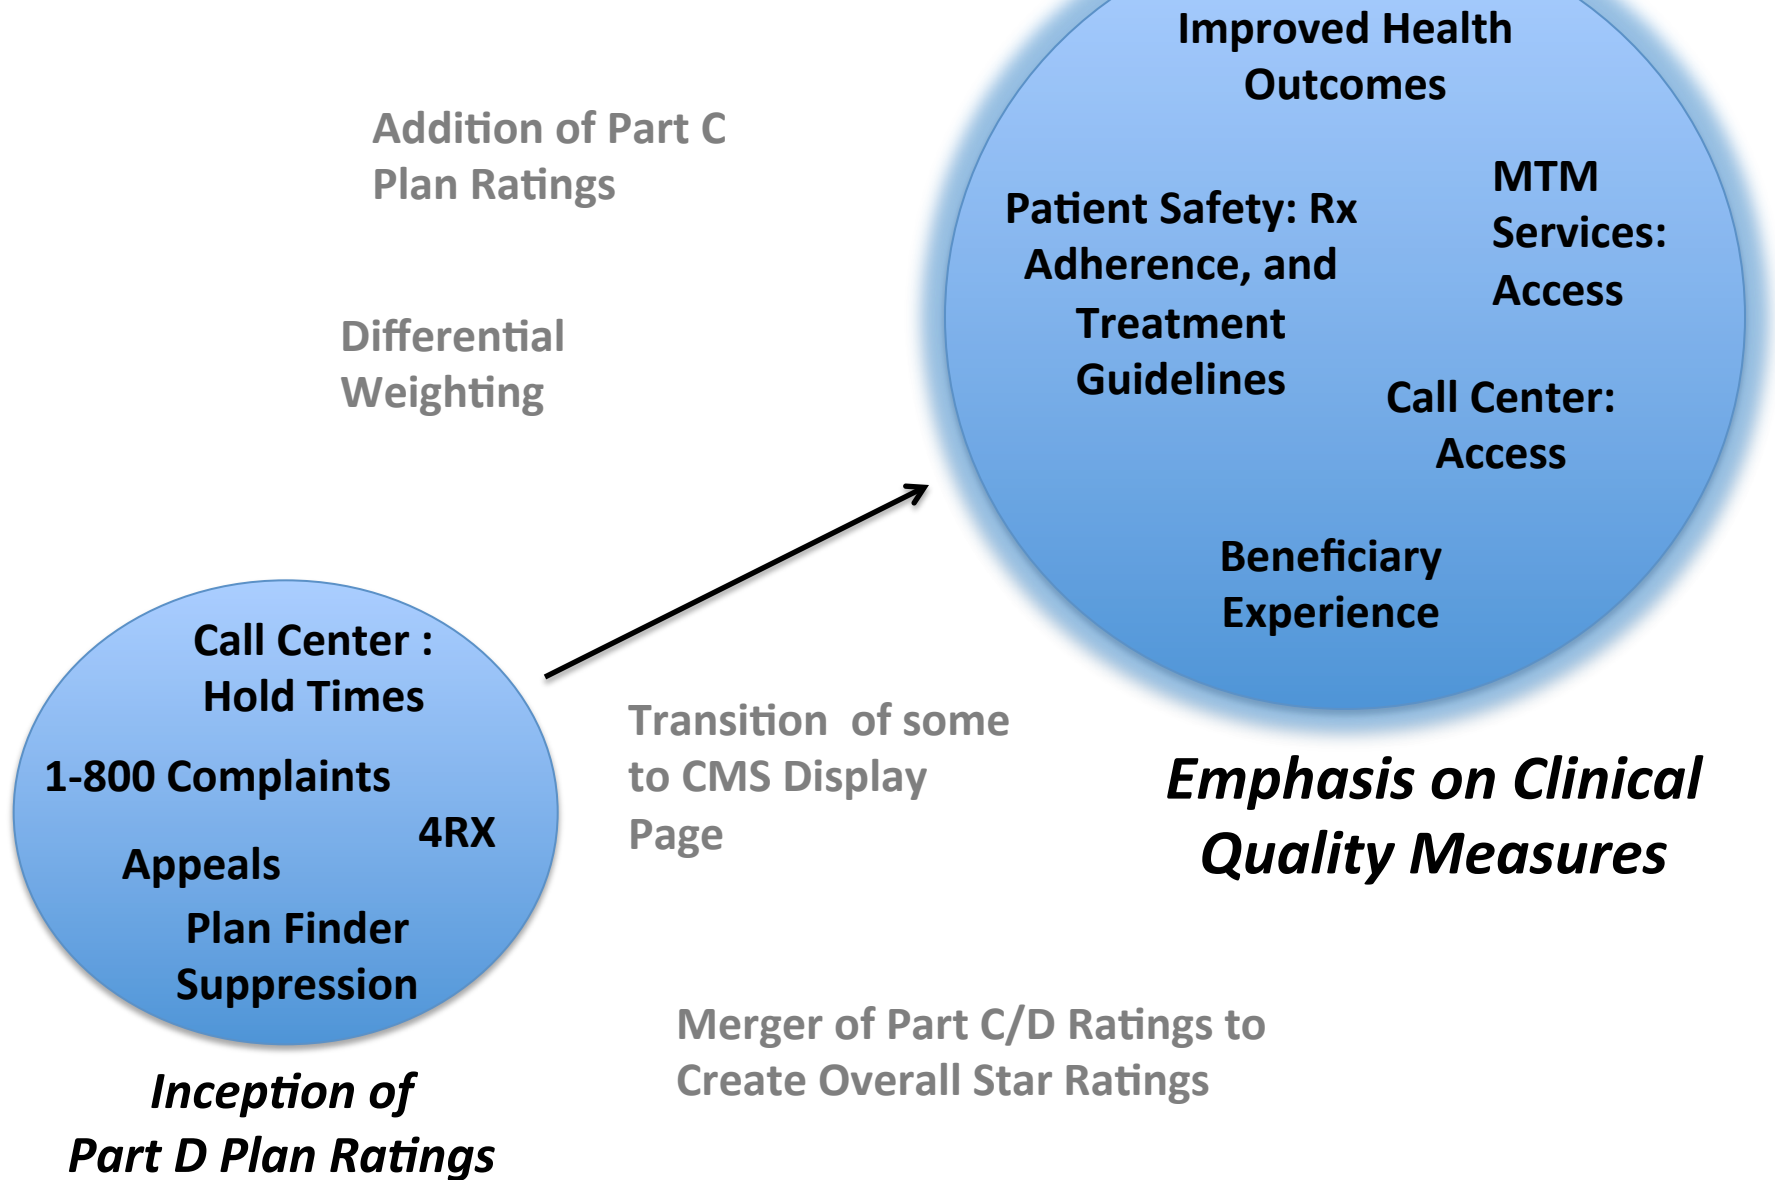 Improved Health
Outcomes
Addition of Part C
Plan Ratings
MTM
Services:
Access
Patient Safety: Rx
Adherence, and
Treatment
Guidelines
Differential
Weighting
Call Center:
Access
Beneficiary
Experience
Call Center :
Hold Times
1-800 Complaints
4RX
Appeals
Plan Finder
Suppression
Transition  of some
to CMS Display
Page
Emphasis on Clinical
Quality Measures
Merger of Part C/D Ratings to
Create Overall Star Ratings
Inception of
Part D Plan Ratings